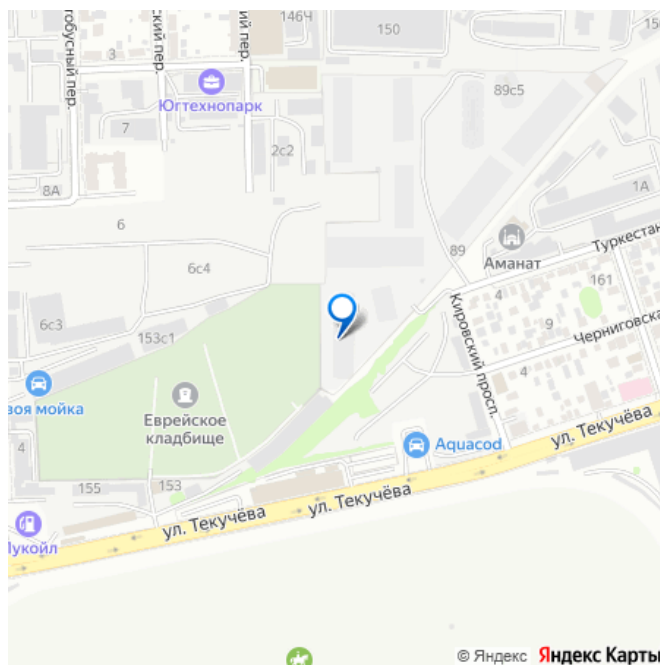 146Ч
150
3
тобусный пер.
ский пер.
ий пер.
Югтехнопарк
89с5
7
2с2
8А
1А
6
89
Аманат
Туркестан
6с4
161
4
Кировский просп.
6с3
153с1
9
Черниговска
воя мойка
4
Еврейское
кладбище
4
Aquacod
ул. Текучёва
155
153
ул. Текучёва
ул. Текучёва
Лукойл
© Яндекс Яндекс Карты